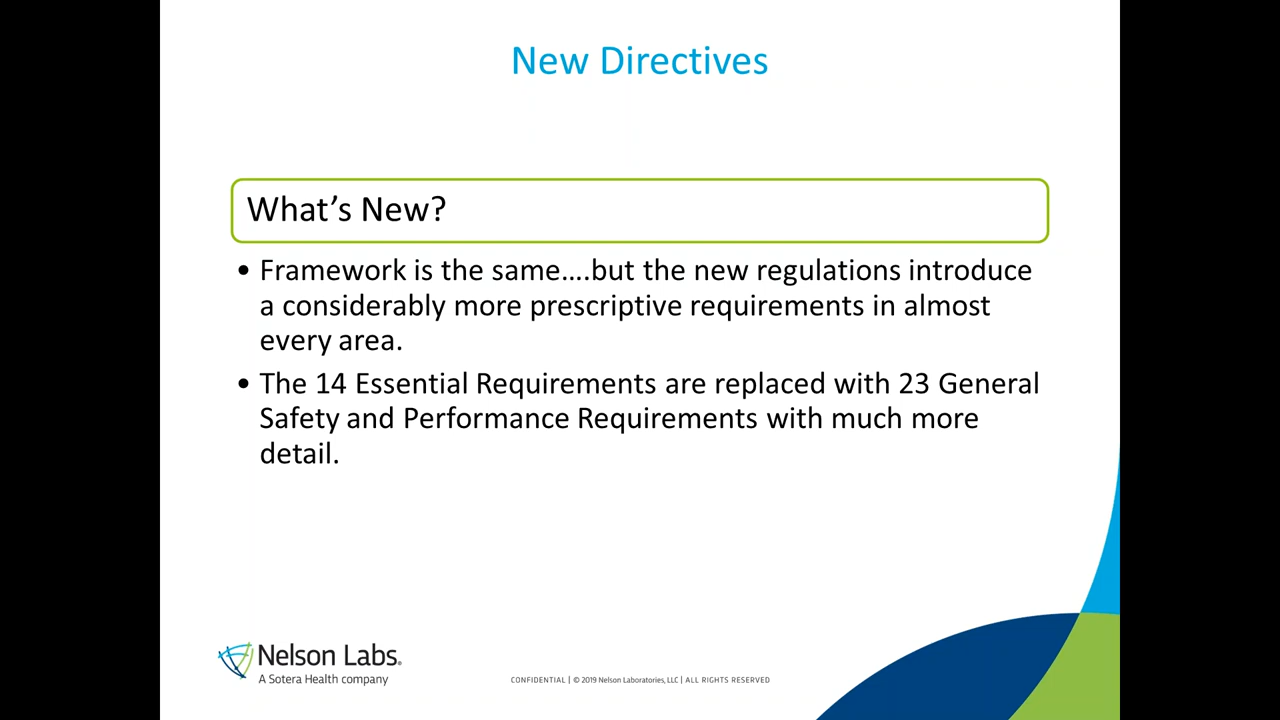 New Directives
What’s New?
• Framework is the same….but the new regulations introduce
a considerably more prescriptive requirements in almost
every area.
• The 14 Essential Requirements are replaced with 23 General
Safety and Performance Requirements with much more
detail.
Nelson Labs.
A Sotera Health company
CONFIDENTIAL | © 2019 Nelson Laboratories, LLC | ALL RIGHTS RESERVED